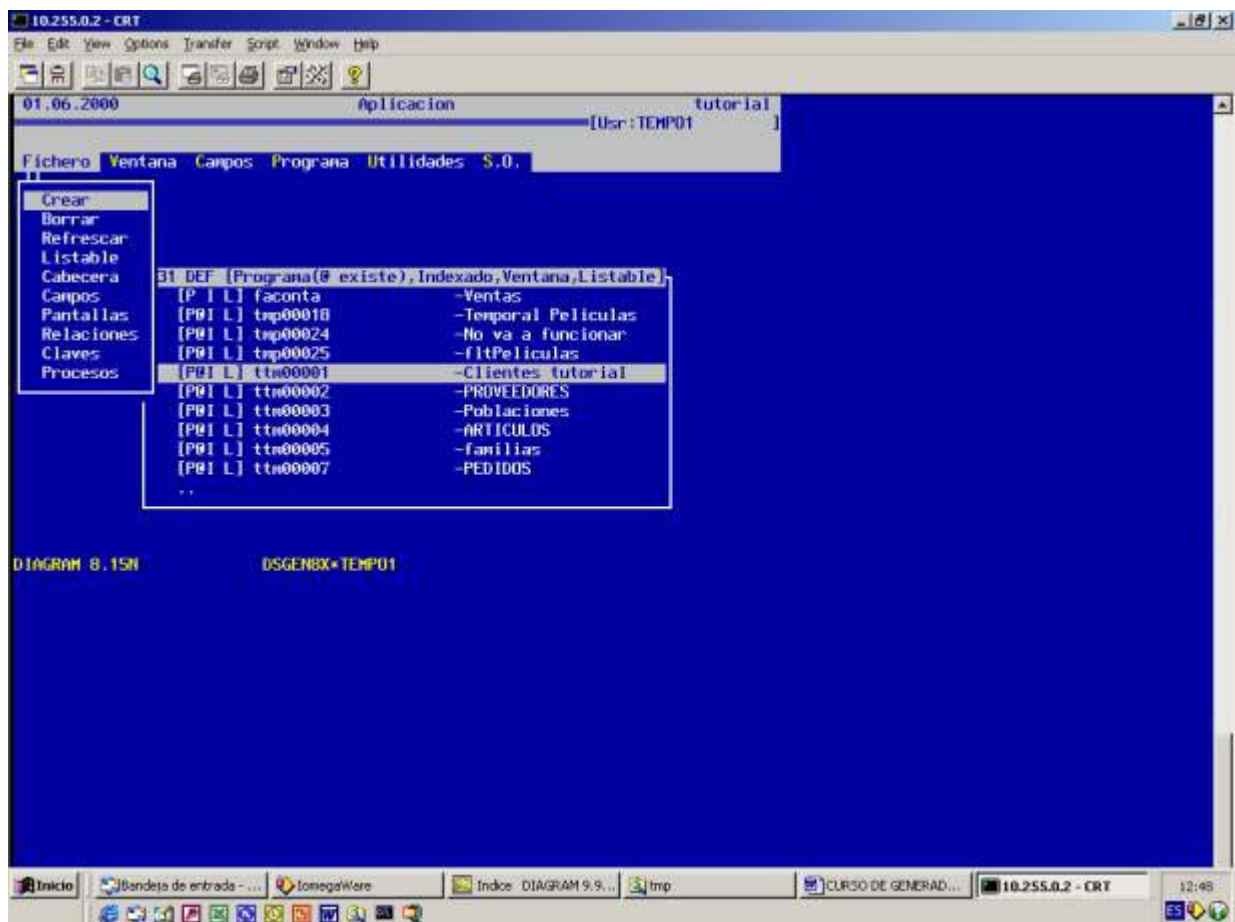 10.255.0.2 - CRT
File Edit View Options Transfer Script Window Help
01.06.2000 Aplicacion tutorial
[Usr:TEMPO1 ]
Fichero Ventana Campos Programa Utilidades S.O.
Crear
Borrar
Refrescar
Listable
Cabecera 31 DEF [Programa(@ existe),Indexado,Ventana,Listable]
Campos [P I L] faconta -Ventas
Pantallas [P@I L] tmp00018 -Temporal Peliculas
Relaciones [P@I L] tmp00024 -No va a funcionar
Claves [P@I L] tmp00025 -fltPeliculas
Procesos [P@I L] ttm00001 -Clientes tutorial
[P@I L] ttm00002 -PROVEEDORES
[P@I L] ttm00003 -Poblaciones
[P@I L] ttm00004 -ARTICULOS
[P@I L] ttm00005 -familias
[P@I L] ttm00007 -PEDIDOS
..
DIAGRAM 8.15N DSGEN8X*TEMPO1
Inicio Bandeja de entrada - ... IomegaWare Indice DIAGRAM 9.9... tmp CURSO DE GENERAD... 10.255.0.2 - CRT 12:48
ES